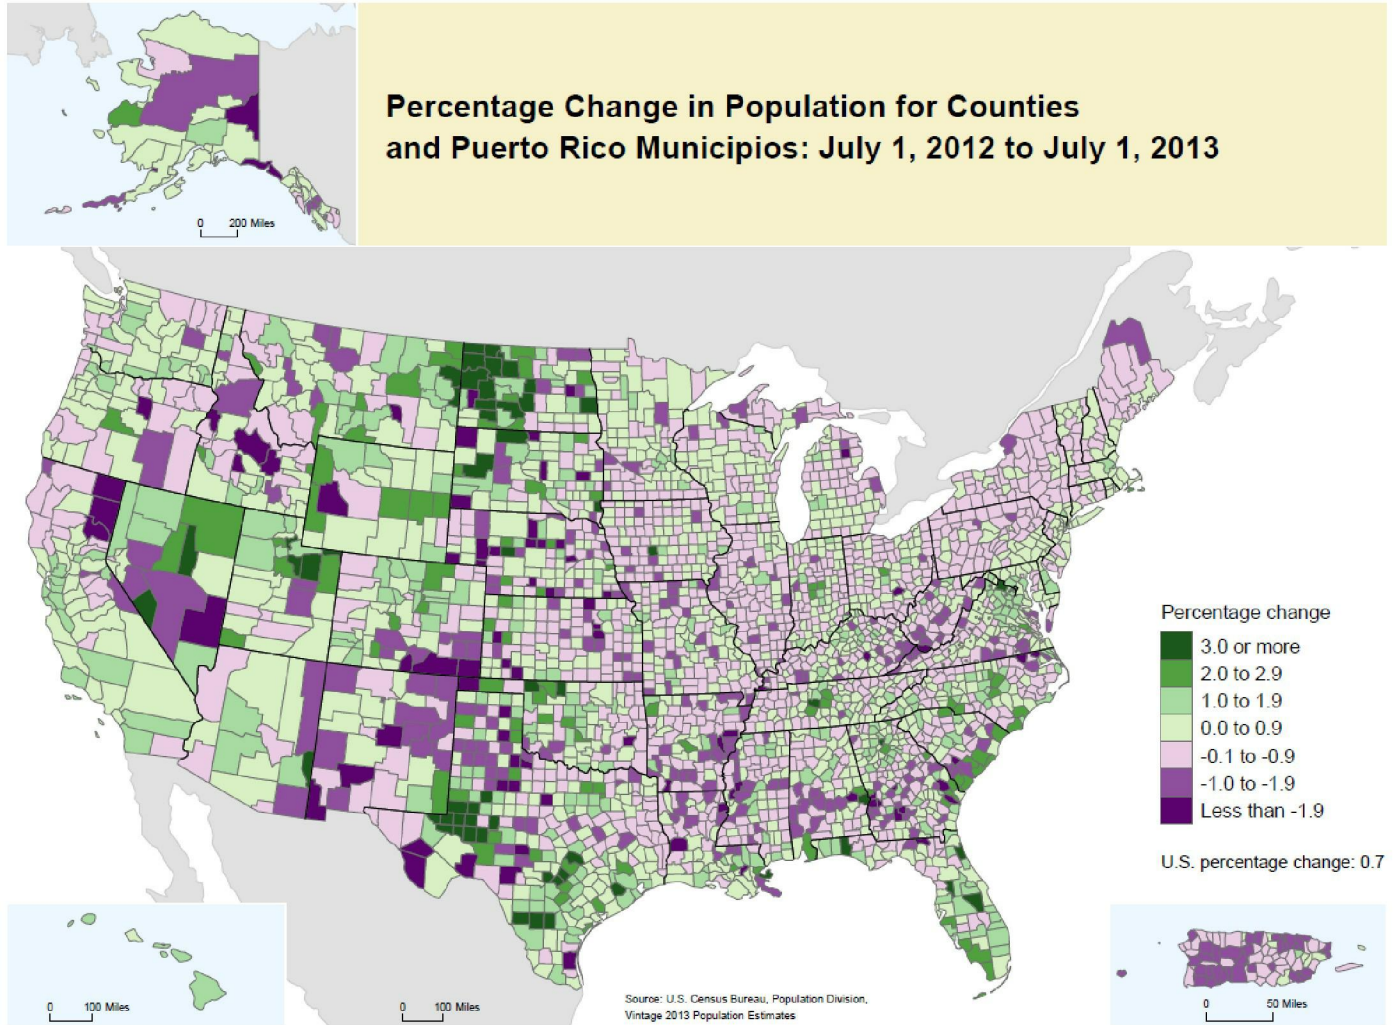 Percentage Change in Population for Counties
and Puerto Rico Municipios: July 1, 2012 to July 1, 2013
0 200 Miles
Percentage change
3.0 or more
2.0 to 2.9
1.0 to 1.9
0.0 to 0.9
-0.1 to -0.9
-1.0 to -1.9
Less than -1.9
U.S. percentage change: 0.7
0 100 Miles
0 100 Miles
Source: U.S. Census Bureau, Population Division,
Vintage 2013 Population Estimates
0 50 Miles